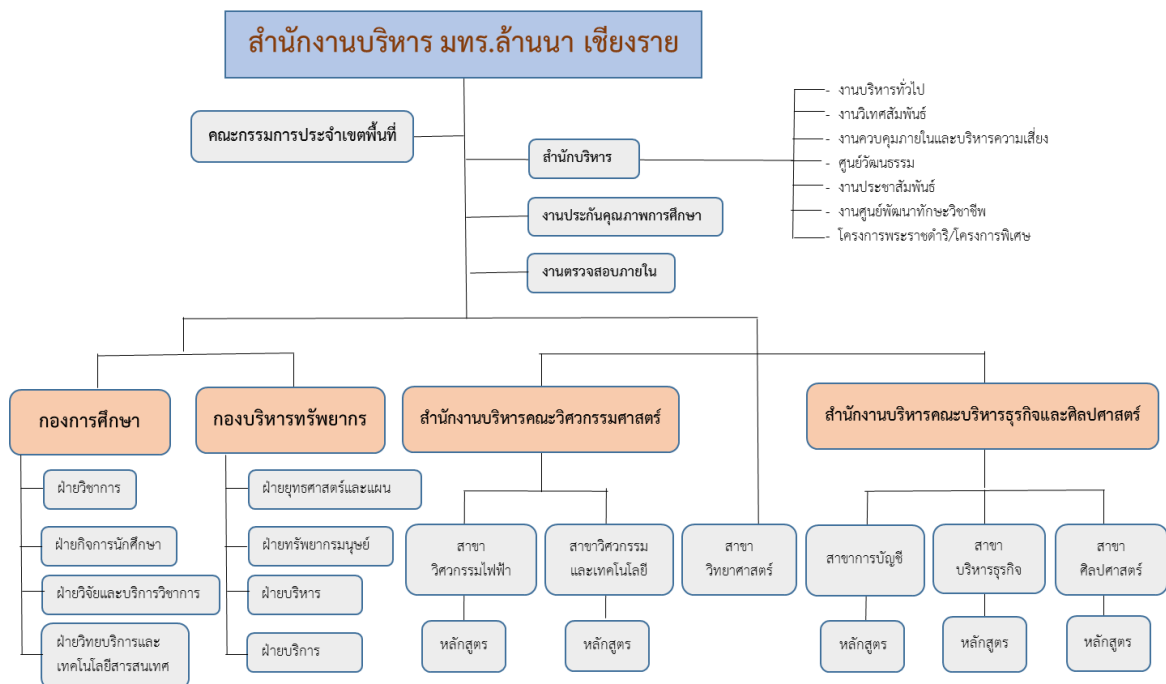 สำนักงานบริหาร มทร.ล้านนา เชียงราย
คณะกรรมการประจำเขตพื้นที่
สำนักบริหาร
- งานบริหารทั่วไป
- งานวิเทศสัมพันธ์
- งานควบคุมภายในและบริหารความเสี่ยง
- ศูนย์วัฒนธรรม
- งานประชาสัมพันธ์
- งานศูนย์พัฒนาทักษะวิชาชีพ
- โครงการพระราชดำริ/โครงการพิเศษ
งานประกันคุณภาพการศึกษา
งานตรวจสอบภายใน
กองการศึกษา
ฝ่ายวิชาการ
ฝ่ายกิจการนักศึกษา
ฝ่ายวิจัยและบริการวิชาการ
ฝ่ายวิทยบริการและ
เทคโนโลยีสารสนเทศ
กองบริหารทรัพยากร
ฝ่ายยุทธศาสตร์และแผน
ฝ่ายทรัพยากรมนุษย์
ฝ่ายบริหาร
ฝ่ายบริการ
สำนักงานบริหารคณะวิศวกรรมศาสตร์
สาขา
วิศวกรรมไฟฟ้า
หลักสูตร
สาขาวิศวกรรม
และเทคโนโลยี
หลักสูตร
สาขา
วิทยาศาสตร์
สำนักงานบริหารคณะบริหารธุรกิจและศิลปศาสตร์
สาขาการบัญชี
หลักสูตร
สาขา
บริหารธุรกิจ
หลักสูตร
สาขา
ศิลปศาสตร์
หลักสูตร